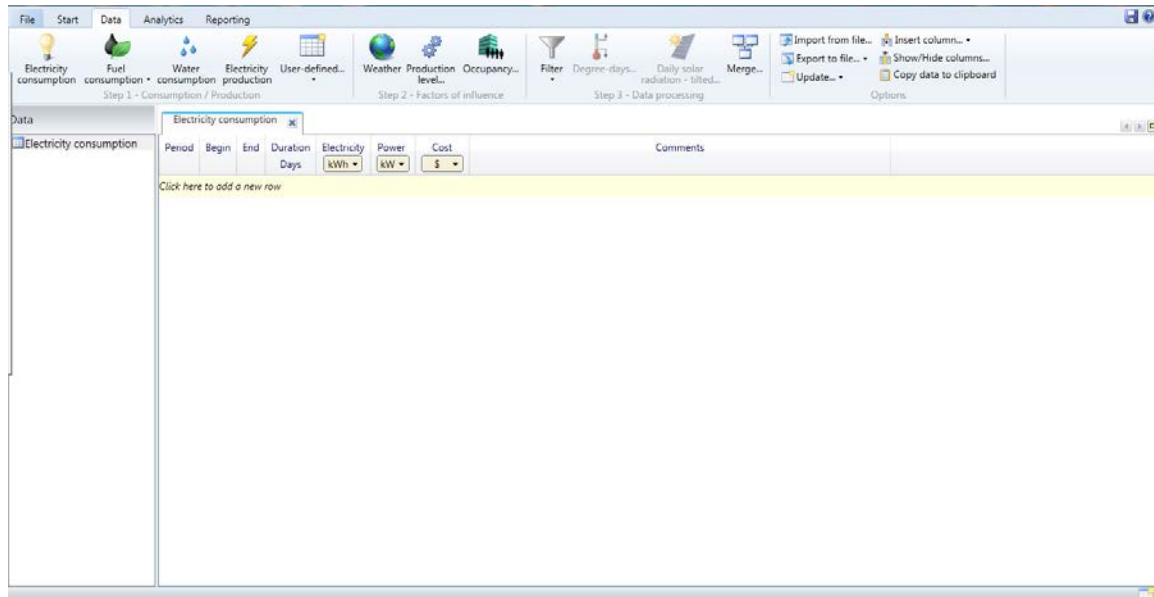 File Start Data Analytics Reporting
Electricity consumption
Fuel consumption
Water consumption
Electricity production
User-defined...
Step 1 - Consumption / Production
Weather
Production level...
Occupancy...
Step 2 - Factors of influence
Filter
Degree-days...
Daily solar radiation - tilted...
Merge...
Step 3 - Data processing
Import from file...
Export to file...
Update...
Insert column...
Show/Hide columns...
Copy data to clipboard
Options
Data
Electricity consumption
Electricity consumption
Period Begin End Duration Electricity Power Cost Comments
Days kWh kW $
Click here to add a new row